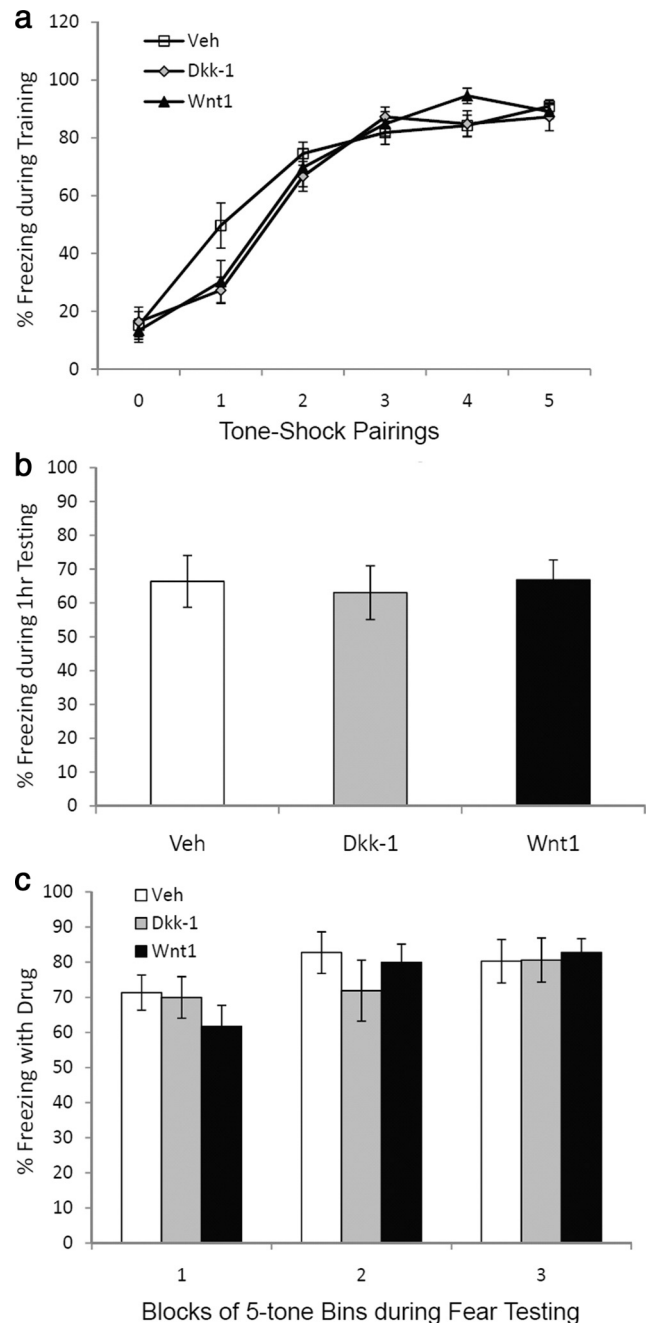 a
% Freezing during Training
120
100
80
60
40
20
0
Veh
Dkk-1
Wnt1
0 1 2 3 4 5
Tone-Shock Pairings
b
% Freezing during 1hr Testing
100
90
80
70
60
50
40
30
20
10
0
Veh Dkk-1 Wnt1
c
% Freezing with Drug
100
90
80
70
60
50
40
30
20
10
0
Veh
Dkk-1
Wnt1
1 2 3
Blocks of 5-tone Bins during Fear Testing